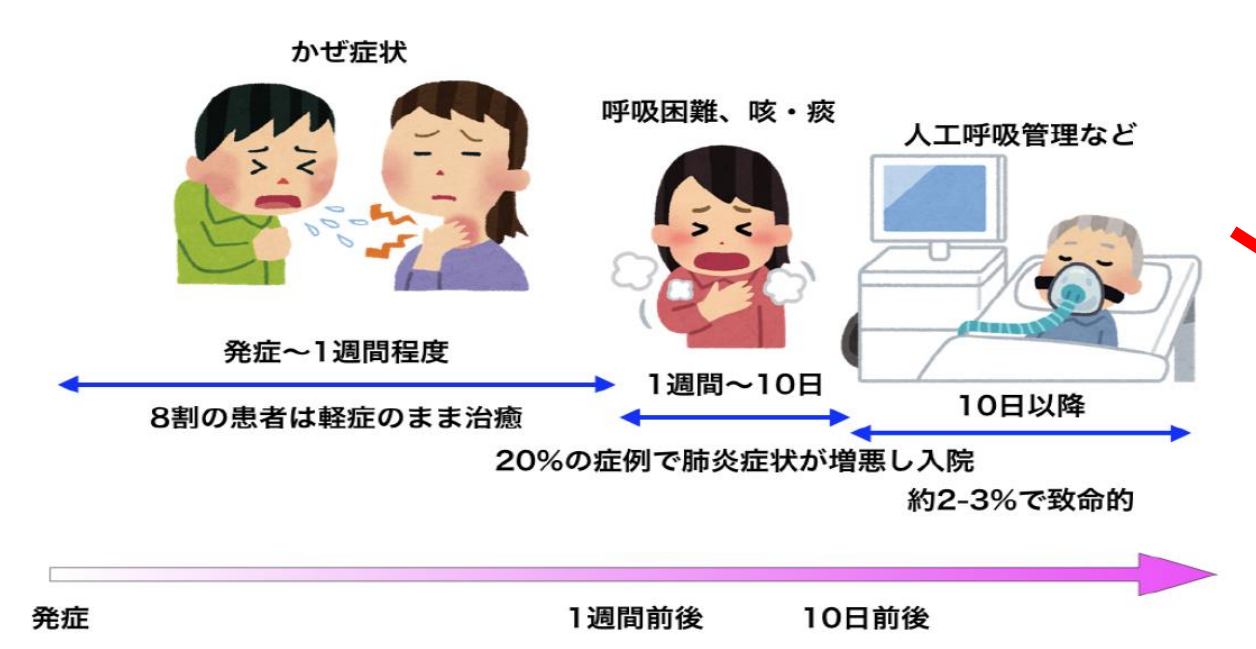 かぜ症状
呼吸困難、咳・痰
人工呼吸管理など
発症〜1週間程度
8割の患者は軽症のまま治癒
1週間〜10日
20%の症例で肺炎症状が増悪し入院
10日以降
約2-3%で致命的
発症
1週間前後
10日前後